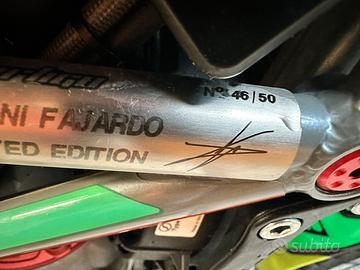 Nº 46|50
NI FAJARDO
TED EDITION
subito